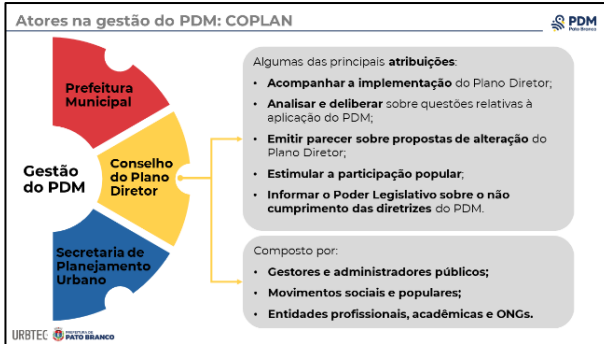 Atores na gestão do PDM: COPLAN
PDM
Pato Branco
Prefeitura
Municipal
Gestão
do PDM
Conselho
do Plano
Diretor
Secretaria de
Planejamento
Urbano
Algumas das principais atribuições:
• Acompanhar a implementação do Plano Diretor;
• Analisar e deliberar sobre questões relativas à
aplicação do PDM;
• Emitir parecer sobre propostas de alteração do
Plano Diretor;
• Estimular a participação popular;
• Informar o Poder Legislativo sobre o não
cumprimento das diretrizes do PDM.
Composto por:
• Gestores e administradores públicos;
• Movimentos sociais e populares;
• Entidades profissionais, acadêmicas e ONGs.
URBTEC
PREFEITURA DE
PATO BRANCO